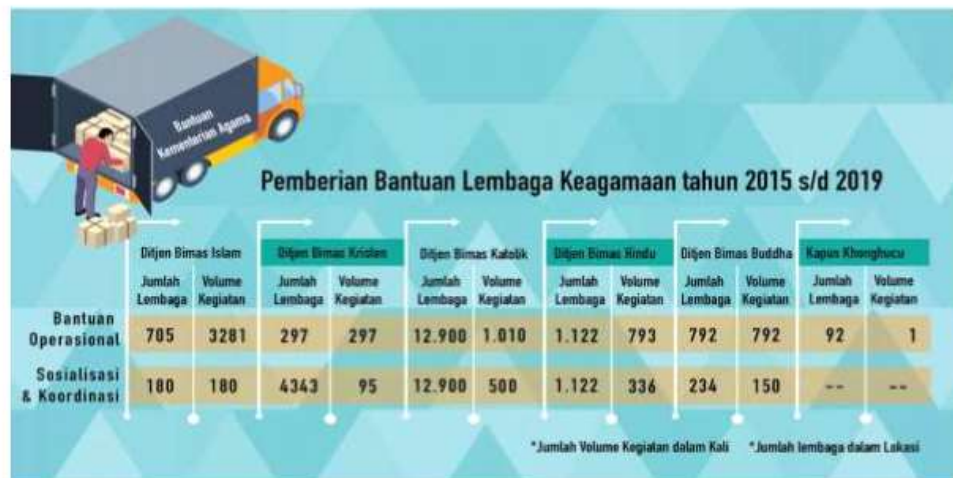 Bantuan
Kementerian Agama
Pemberian Bantuan Lembaga Keagamaan tahun 2015 s/d 2019
Ditjen Bimas Islam Ditjen Bimas Kristen Ditjen Bimas Katolik Ditjen Bimas Hindu Ditjen Bimas Buddha Kapus Khonghucu
Jumlah Volume Jumlah Volume Jumlah Volume Jumlah Volume Jumlah Volume Jumlah Volume
Lembaga Kegiatan Lembaga Kegiatan Lembaga Kegiatan Lembaga Kegiatan Lembaga Kegiatan Lembaga Kegiatan
Bantuan
Operasional 705 3281 297 297 12.900 1.010 1.122 793 792 792 92 1
Sosialisasi
& Koordinasi 180 180 4343 95 12.900 500 1.122 336 234 150 -- --
*Jumlah Volume Kegiatan dalam Kali *Jumlah lembaga dalam Lokasi